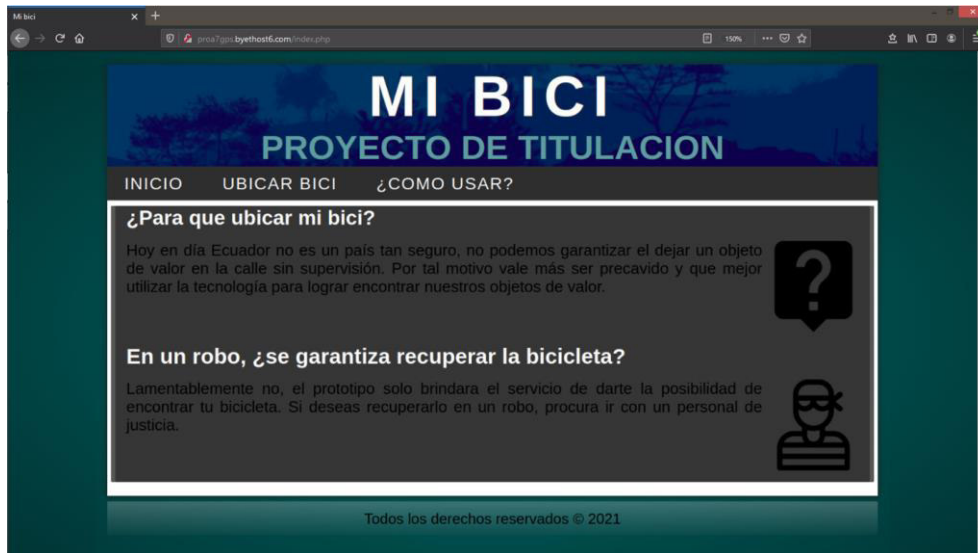 Mi bici
proa7gps.byethost6.com/index.php
150%
MI BICI
PROYECTO DE TITULACION
INICIO UBICAR BICI ¿COMO USAR?
¿Para que ubicar mi bici?
Hoy en día Ecuador no es un país tan seguro, no podemos garantizar el dejar un objeto
de valor en la calle sin supervisión. Por tal motivo vale más ser precavido y que mejor
utilizar la tecnología para lograr encontrar nuestros objetos de valor.
?
En un robo, ¿se garantiza recuperar la bicicleta?
Lamentablemente no, el prototipo solo brindara el servicio de darte la posibilidad de
encontrar tu bicicleta. Si deseas recuperarlo en un robo, procura ir con un personal de
justicia.
Todos los derechos reservados © 2021